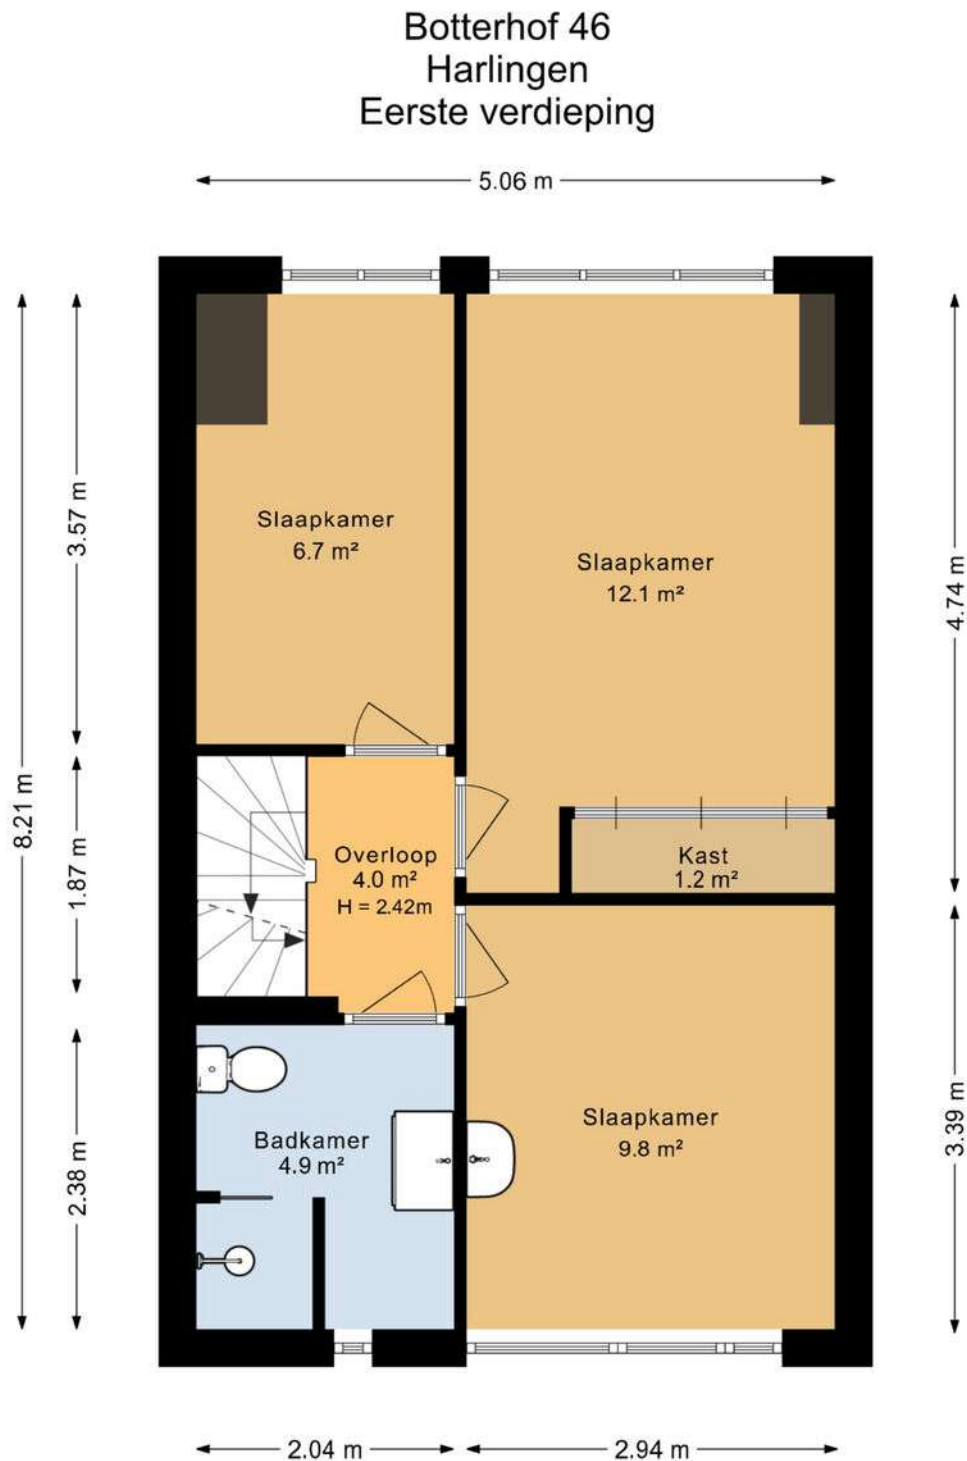 Botterhof 46
Harlingen
Eerste verdieping
5.06 m
8.21 m
3.57 m
1.87 m
2.38 m
4.74 m
3.39 m
Slaapkamer
6.7 m²
Slaapkamer
12.1 m²
Overloop
4.0 m²
H = 2.42m
Kast
1.2 m²
Badkamer
4.9 m²
Slaapkamer
9.8 m²
2.04 m
2.94 m